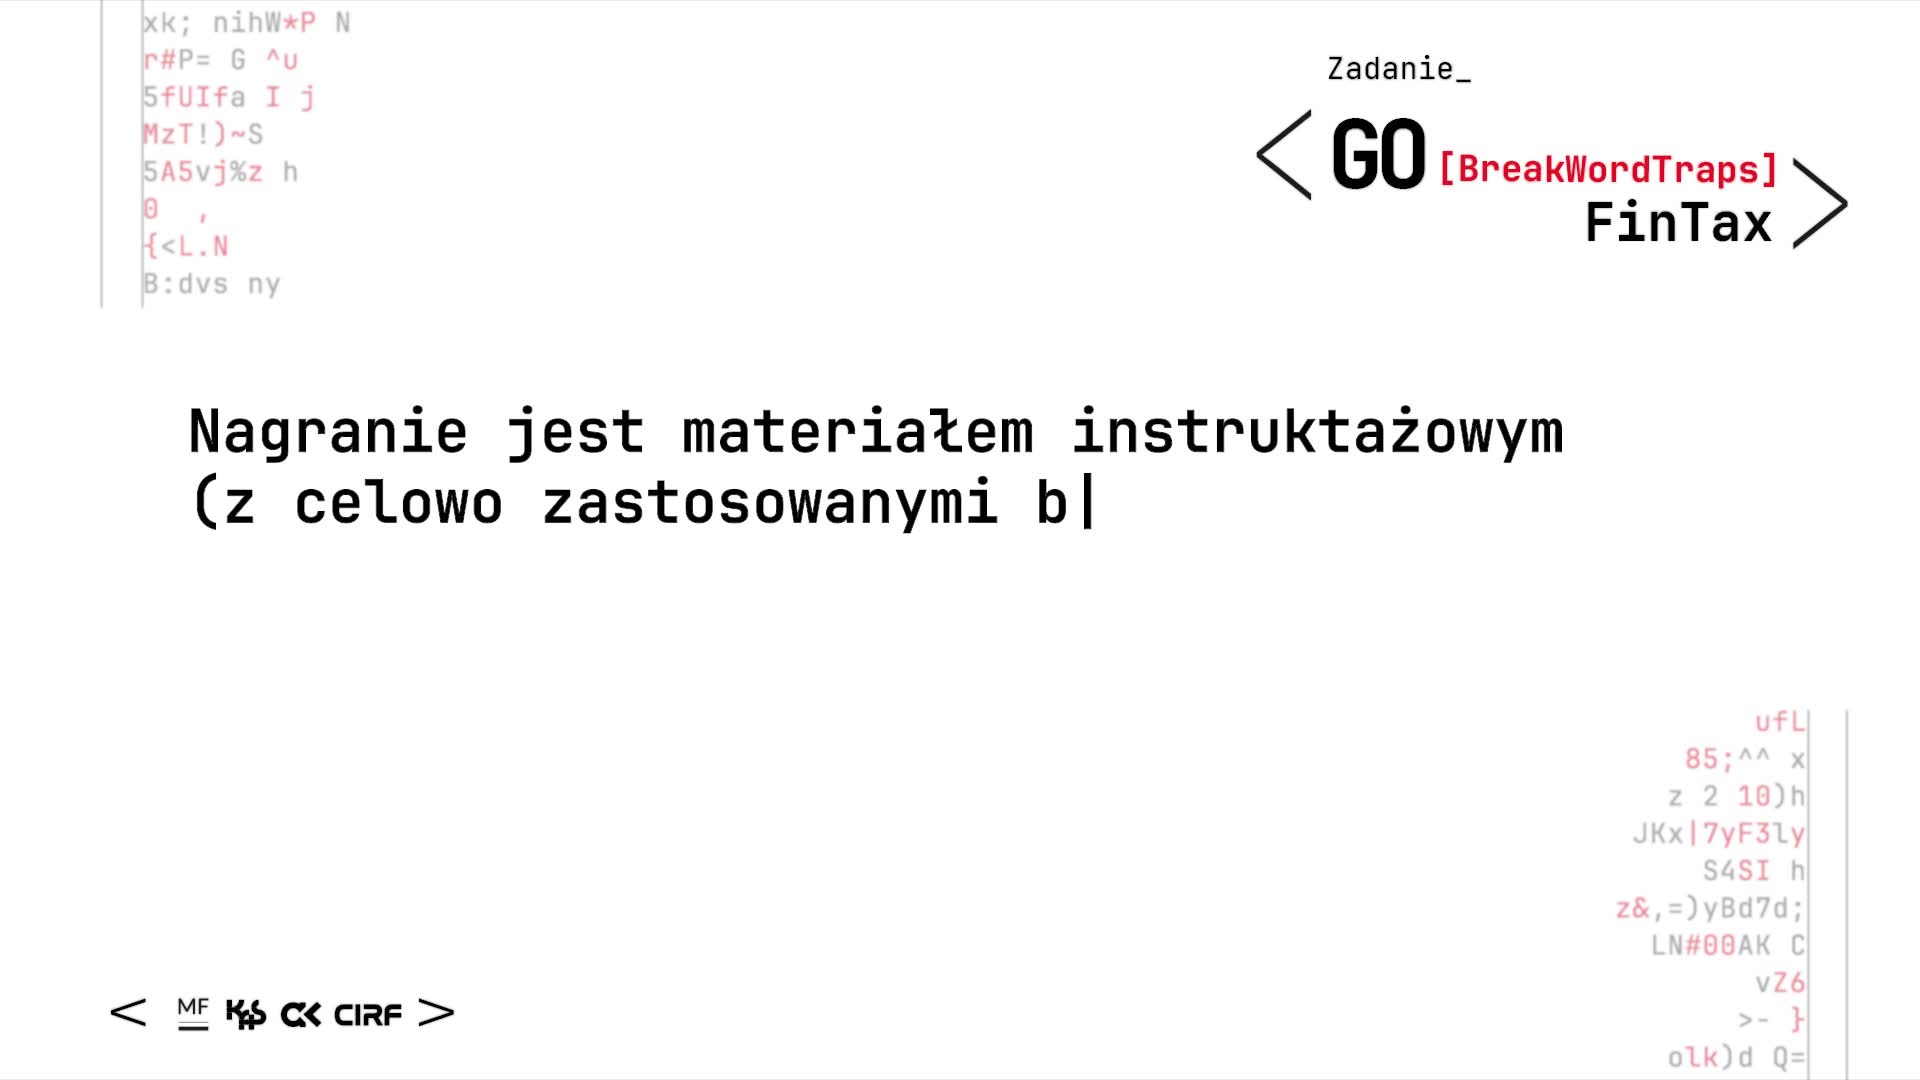 xk; nihW*P N
r#P= G ^u
5fUIfa I j
MzT!)~S
5A5vj%z h
0  ,
{<L.N
B:dvs ny
Zadanie_
<GO [BreakWordTraps]
FinTax>
Nagranie jest materiałem instruktażowym
(z celowo zastosowanymi b|
ufL
85;^^ x
z 2 10)h
JKx|7yF3ly
S4SI h
z&,=)yBd7d;
LN#00AK C
vZ6
>- }
olk)d Q=
< MF KAS CK CIRF >